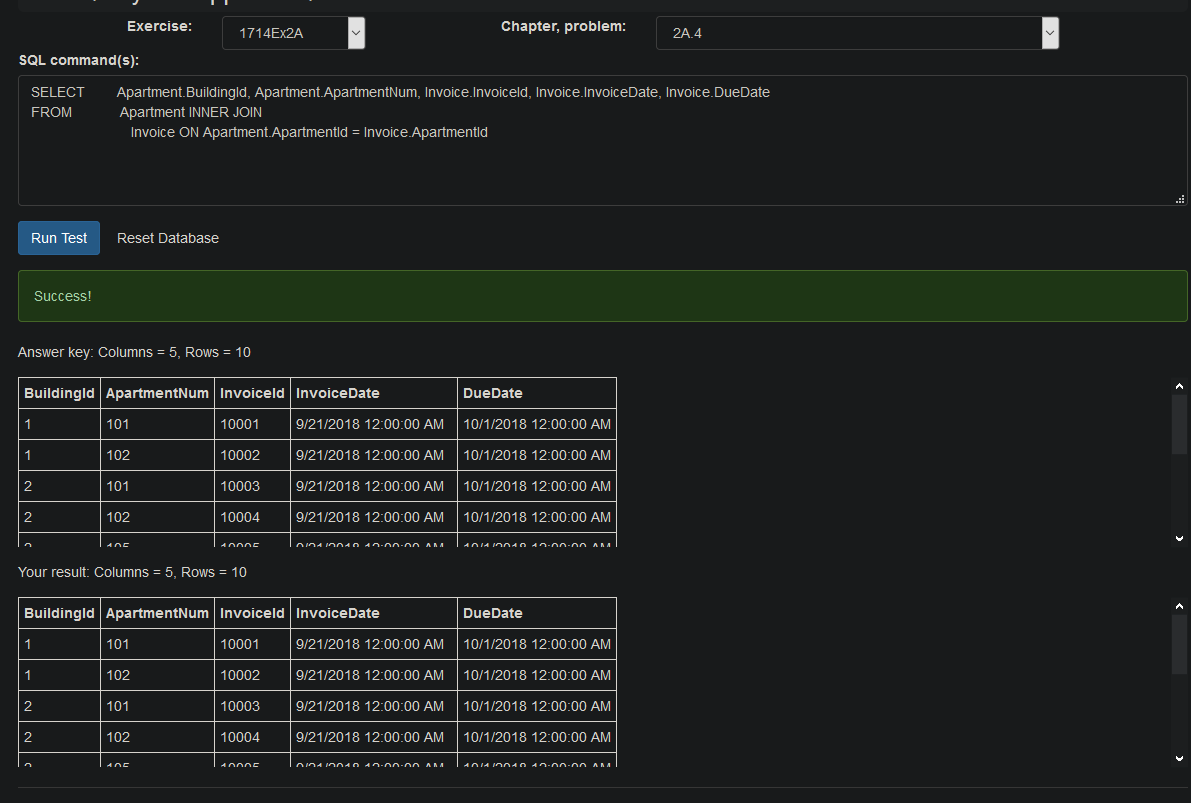 Exercise: 1714Ex2A Chapter, problem: 2A.4
SQL command(s):
SELECT Apartment.BuildingId, Apartment.ApartmentNum, Invoice.InvoiceId, Invoice.InvoiceDate, Invoice.DueDate
FROM Apartment INNER JOIN
Invoice ON Apartment.ApartmentId = Invoice.ApartmentId
Run Test Reset Database
Success!
Answer key: Columns = 5, Rows = 10
BuildingId ApartmentNum InvoiceId InvoiceDate DueDate
1 101 10001 9/21/2018 12:00:00 AM 10/1/2018 12:00:00 AM
1 102 10002 9/21/2018 12:00:00 AM 10/1/2018 12:00:00 AM
2 101 10003 9/21/2018 12:00:00 AM 10/1/2018 12:00:00 AM
2 102 10004 9/21/2018 12:00:00 AM 10/1/2018 12:00:00 AM
Your result: Columns = 5, Rows = 10
BuildingId ApartmentNum InvoiceId InvoiceDate DueDate
1 101 10001 9/21/2018 12:00:00 AM 10/1/2018 12:00:00 AM
1 102 10002 9/21/2018 12:00:00 AM 10/1/2018 12:00:00 AM
2 101 10003 9/21/2018 12:00:00 AM 10/1/2018 12:00:00 AM
2 102 10004 9/21/2018 12:00:00 AM 10/1/2018 12:00:00 AM